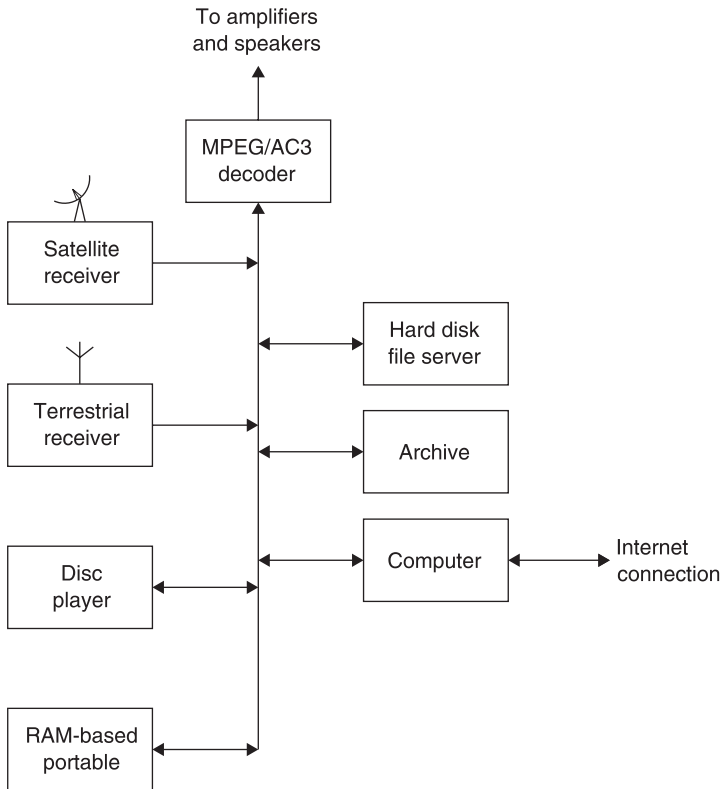 To amplifiers
and speakers
MPEG/AC3
decoder
Satellite
receiver
Hard disk
file server
Terrestrial
receiver
Archive
Computer
Internet
connection
Disc
player
RAM-based
portable